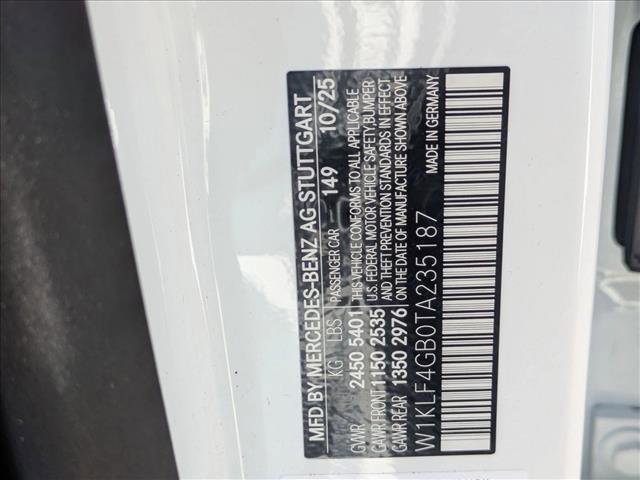 MFD BY MERCEDES-BENZ AG STUTTGART
KG LBS PASSENGER CAR 149 10/25
GVWR 2450 5401 THIS VEHICLE CONFORMS TO ALL APPLICABLE
GAWR FRONT 1150 2535 U.S. FEDERAL MOTOR VEHICLE SAFETY, BUMPER
AND THEFT PREVENTION STANDARDS IN EFFECT
GAWR REAR 1350 2976 ON THE DATE OF MANUFACTURE SHOWN ABOVE
W1KLF4GB0TA235187 MADE IN GERMANY